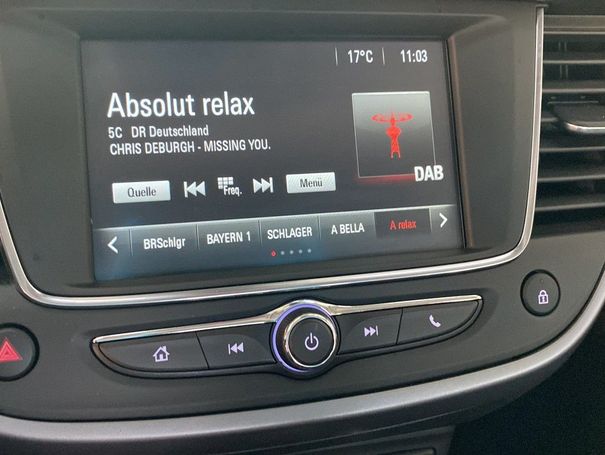 17°C 11:03
Absolut relax
5C DR Deutschland
CHRIS DEBURGH - MISSING YOU.
DAB
Quelle Freq. Menü
BRSchlgr BAYERN 1 SCHLAGER A BELLA A relax